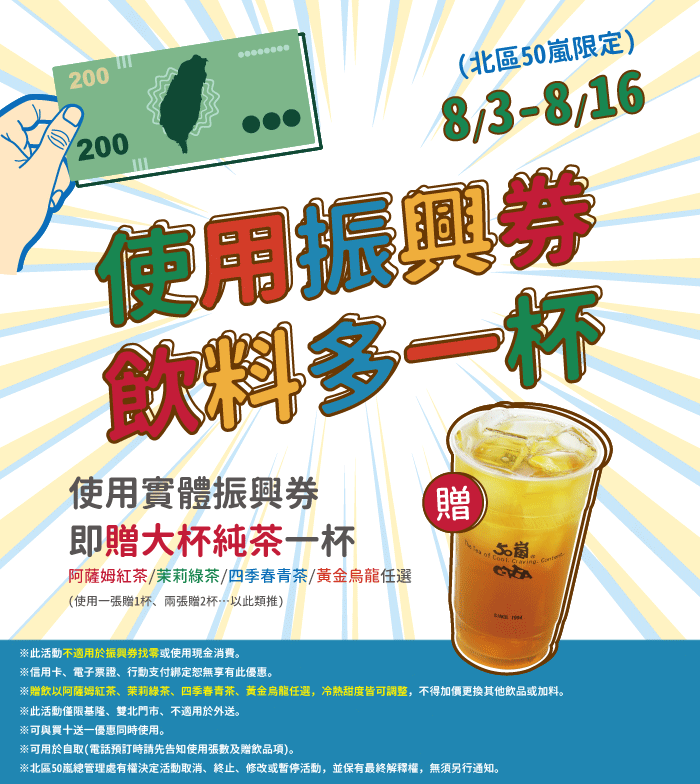 200
200
(北區50嵐限定)
8/3-8/16
使用振興券
飲料多一杯
使用實體振興券
即贈大杯純茶一杯
贈
阿薩姆紅茶/茉莉綠茶/四季春青茶/黃金烏龍任選
(使用一張贈1杯、兩張贈2杯…以此類推)
50嵐
The Tea of Cool. Craving. Content.
SINCE 1994
※此活動不適用於振興券找零或使用現金消費。
※信用卡、電子票證、行動支付綁定恕無享有此優惠。
※贈飲以阿薩姆紅茶、茉莉綠茶、四季春青茶、黃金烏龍任選，冷熱甜度皆可調整，不得加價更換其他飲品或加料。
※此活動僅限基隆、雙北門市、不適用於外送。
※可與買十送一優惠同時使用。
※可用於自取(電話預訂時請先告知使用張數及贈飲品項)。
※北區50嵐總管理處有權決定活動取消、終止、修改或暫停活動，並保有最終解釋權，無須另行通知。